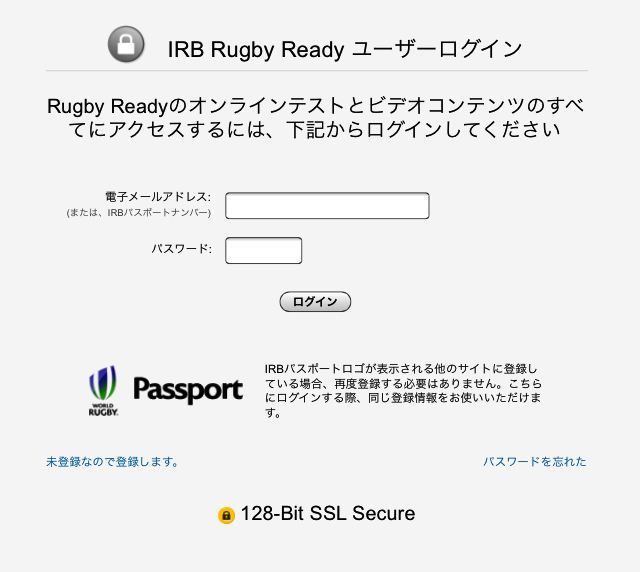 IRB Rugby Ready ユーザーログイン
Rugby Readyのオンラインテストとビデオコンテンツのすべ
てにアクセスするには、下記からログインしてください
電子メールアドレス:
(または、IRBパスポートナンバー)
パスワード:
ログイン
WORLD
RUGBY.
Passport
IRBパスポートロゴが表示される他のサイトに登録し
ている場合、再度登録する必要はありません。こちら
にログインする際、同じ登録情報をお使いいただけま
す。
未登録なので登録します。
パスワードを忘れた
128-Bit SSL Secure